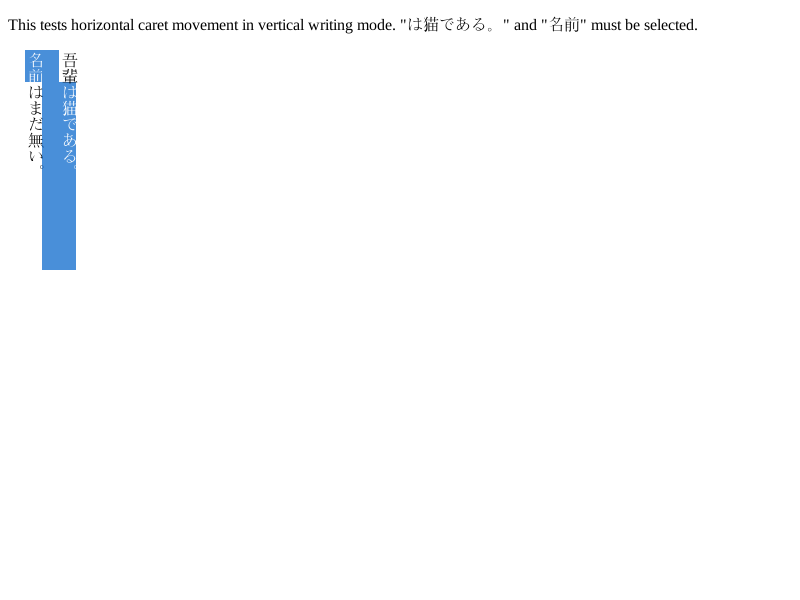 This tests horizontal caret movement in vertical writing mode. "は猫である。" and "名前" must be selected.
吾輩は猫である。
名前はまだ無い。